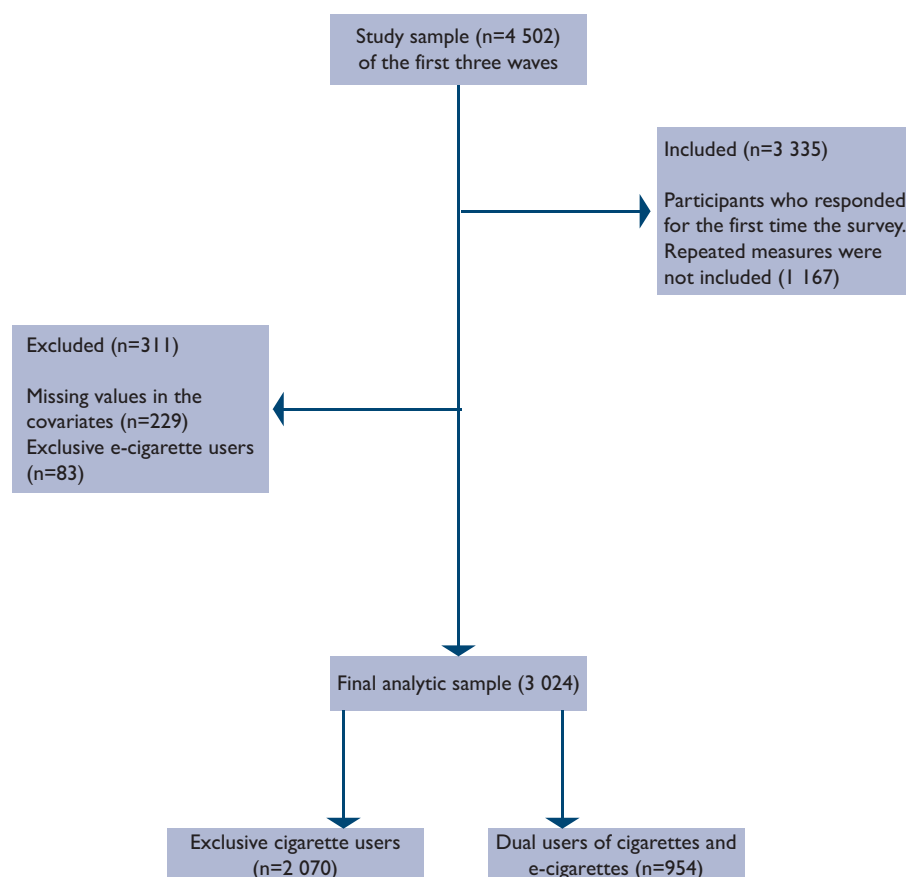 Study sample (n=4 502)
of the first three waves
Included (n=3 335)
Participants who responded
for the first time the survey.
Repeated measures were
not included (1 167)
Excluded (n=311)
Missing values in the
covariates (n=229)
Exclusive e-cigarette users
(n=83)
Final analytic sample (3 024)
Exclusive cigarette users
(n=2 070)
Dual users of cigarettes and
e-cigarettes (n=954)